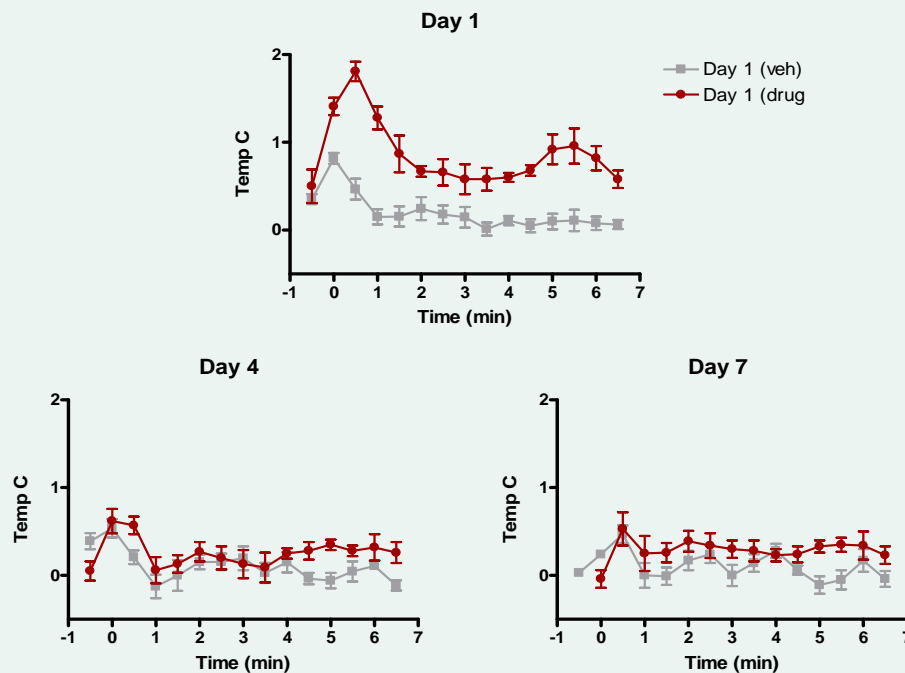 Day 1
2
1
0
Temp C
-1 0 1 2 3 4 5 6 7
Time (min)
Day 1 (veh)
Day 1 (drug
Day 4
2
1
0
Temp C
-1 0 1 2 3 4 5 6 7
Time (min)
Day 7
2
1
0
Temp C
-1 0 1 2 3 4 5 6 7
Time (min)